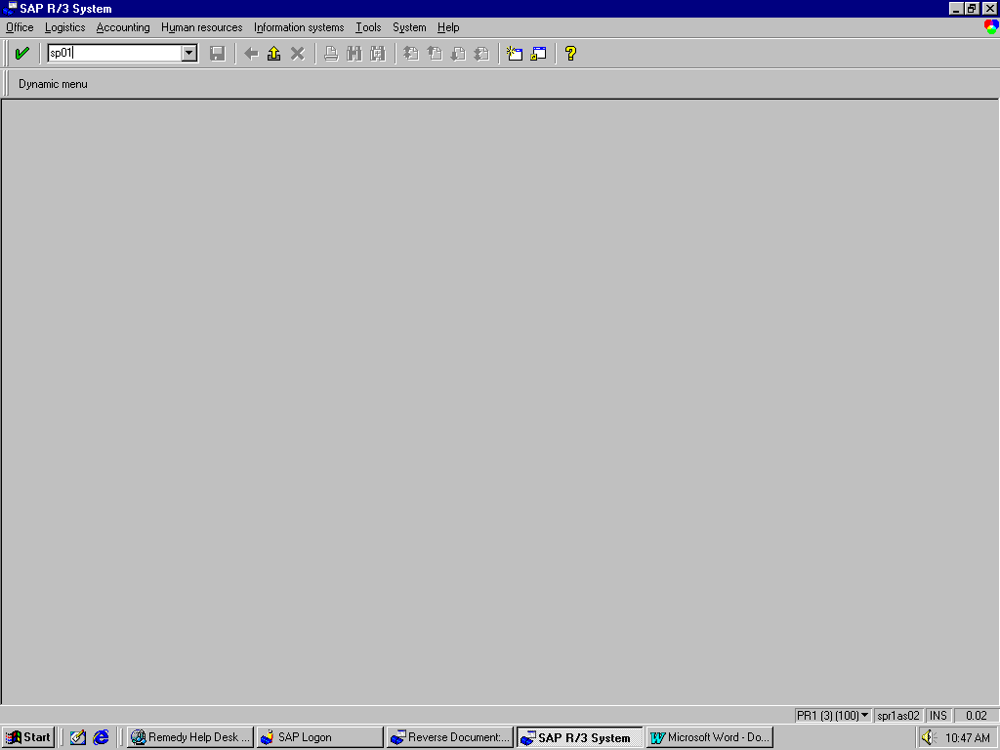 SAP R/3 System
Office Logistics Accounting Human resources Information systems Tools System Help
sp01
Dynamic menu
PR1 (3) (100) spr1as02 INS 0.02
Start Remedy Help Desk ... SAP Logon Reverse Document:... SAP R/3 System Microsoft Word - Do... 10:47 AM